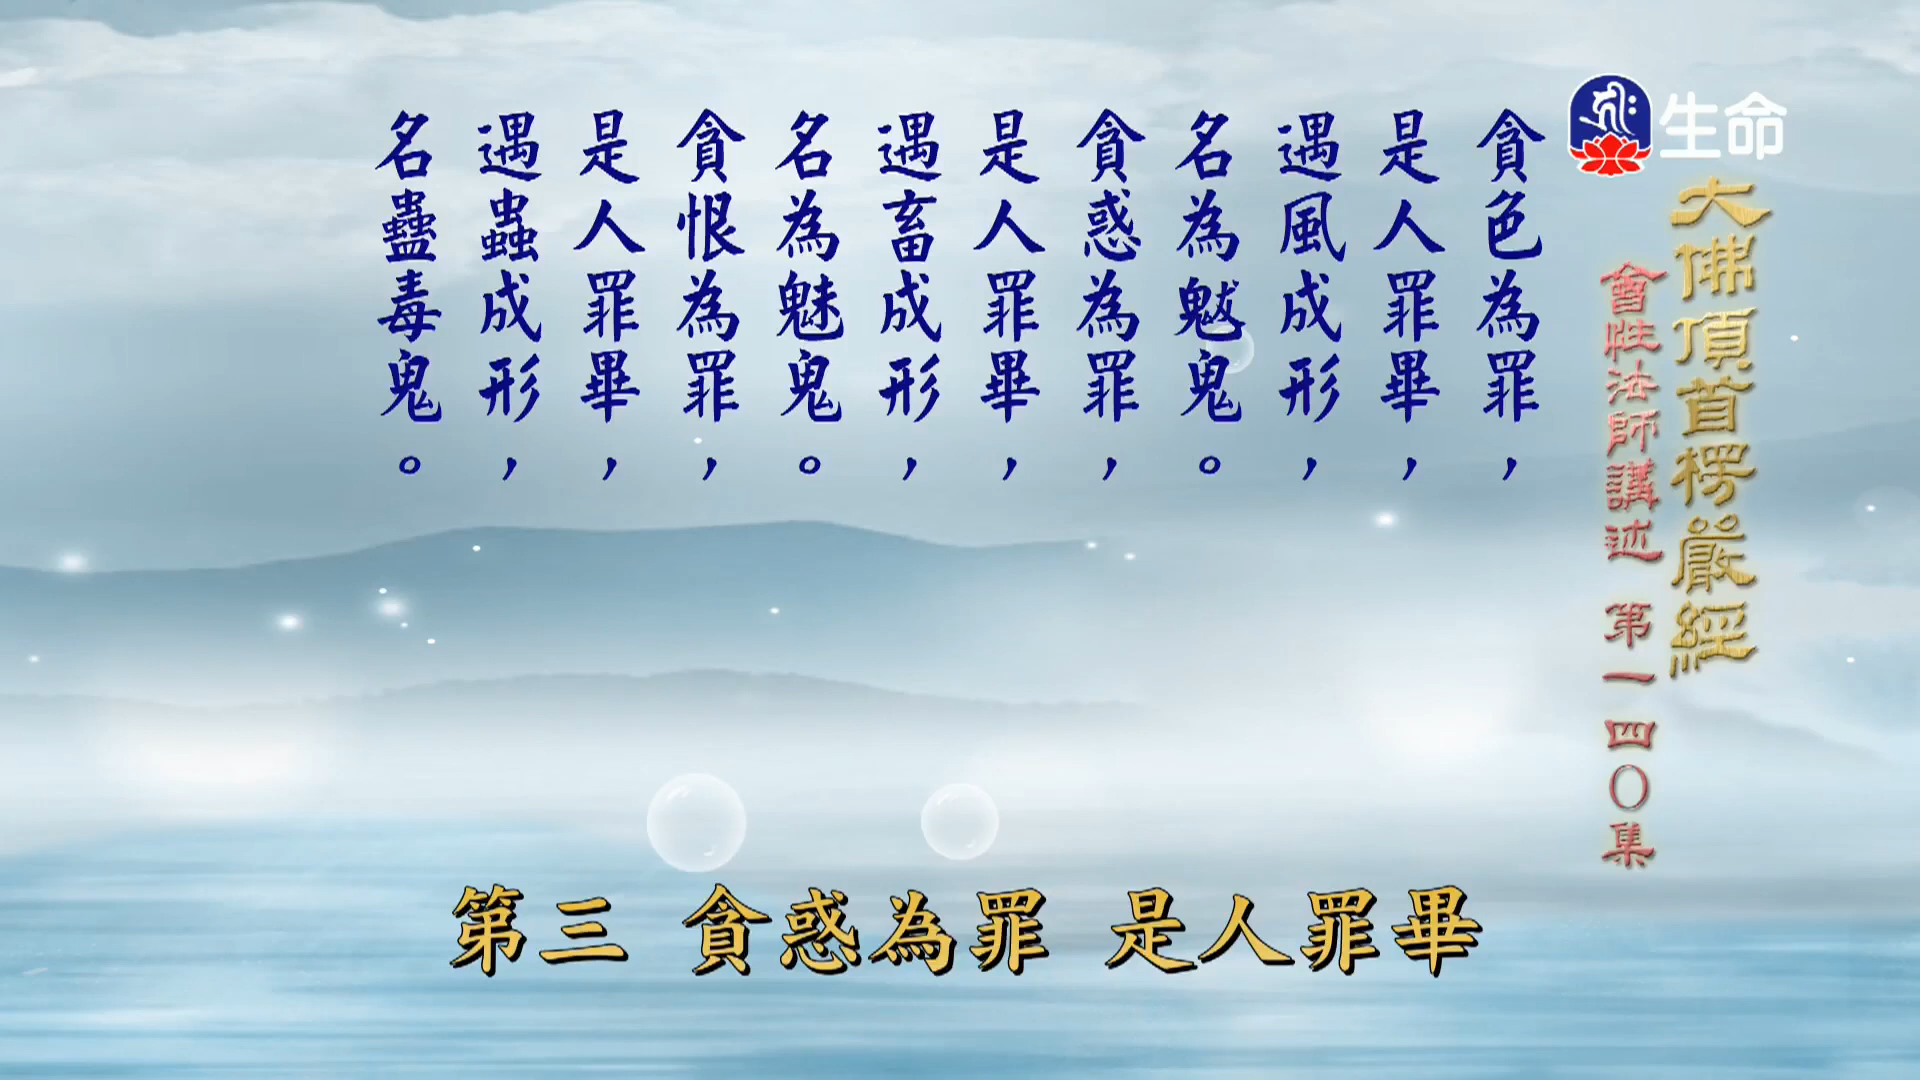 生命
大佛頂首楞嚴經
會性法師講述 第一四〇集
貪色為罪，
是人罪畢，
遇風成形，
名為魃鬼。
貪惑為罪，
是人罪畢，
遇畜成形，
名為魅鬼。
貪恨為罪，
是人罪畢，
遇蟲成形，
名蠱毒鬼。
第三 貪惑為罪 是人罪畢